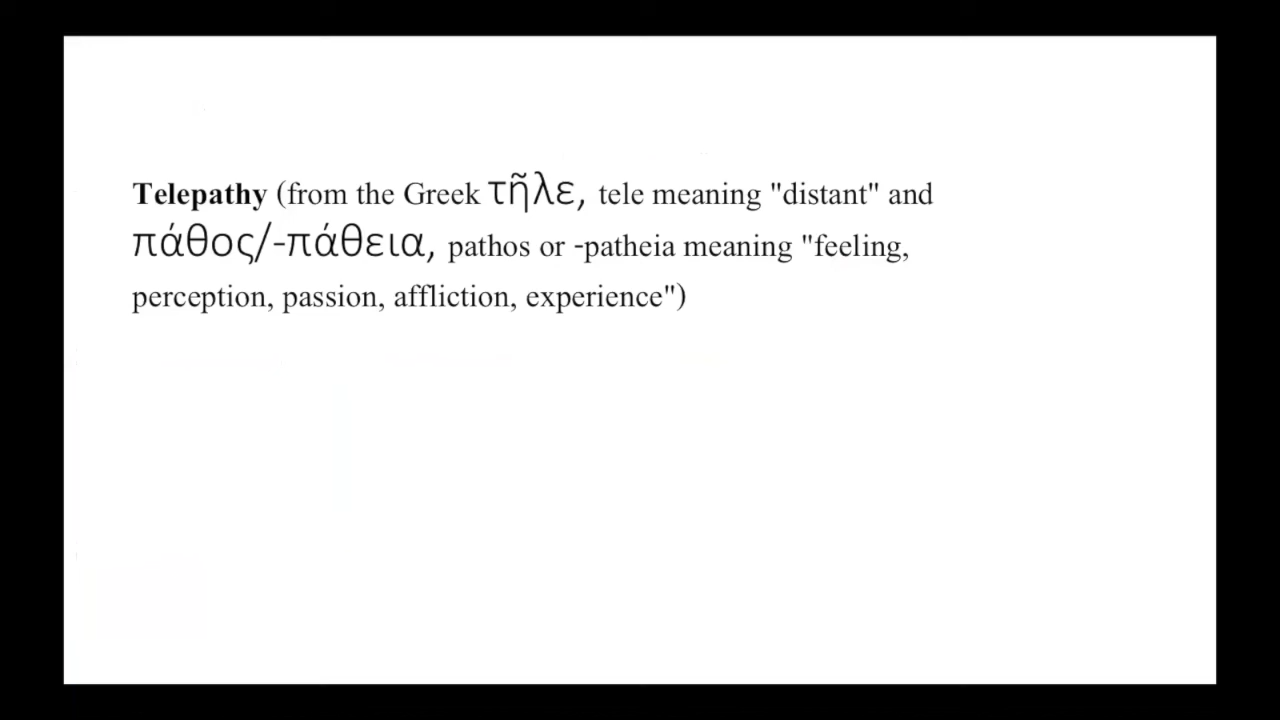 Telepathy (from the Greek τῆλε, tele meaning "distant" and
πάθος/-πάθεια, pathos or -patheia meaning "feeling,
perception, passion, affliction, experience")